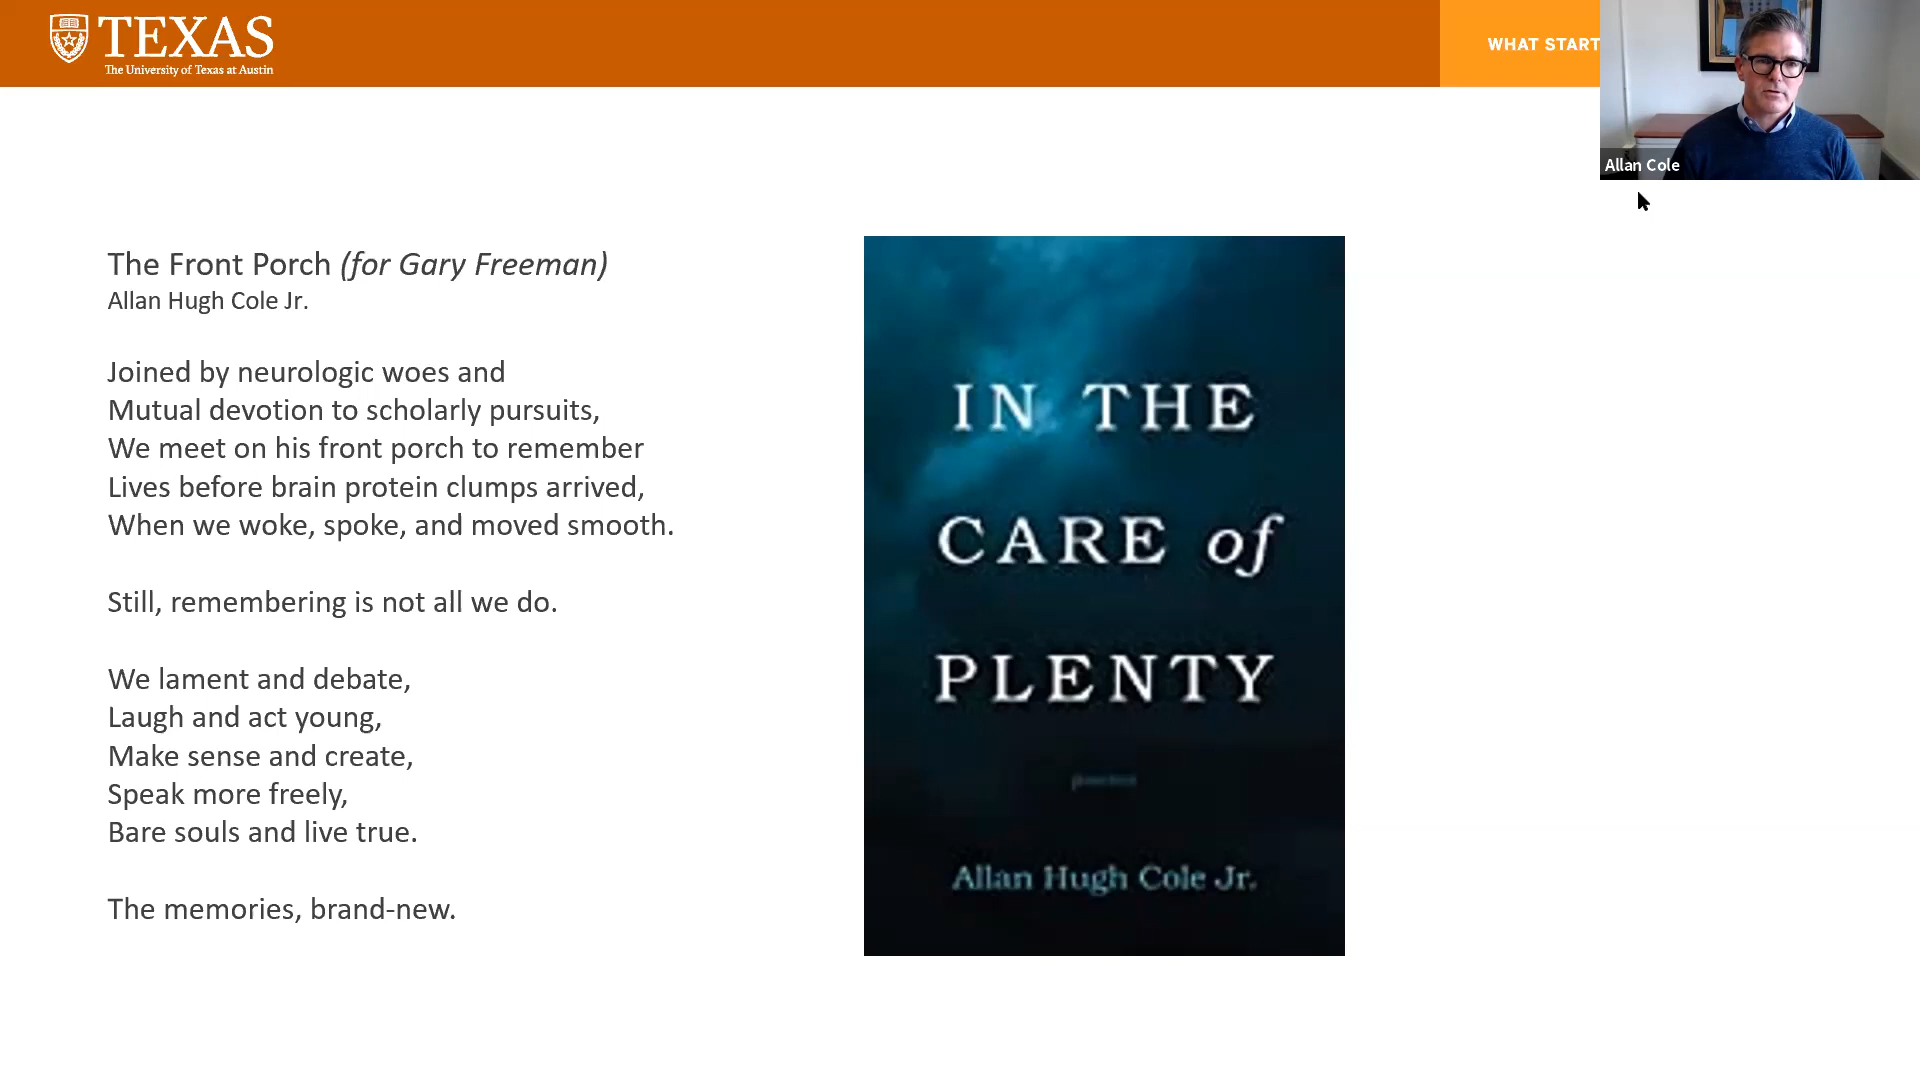 TEXAS
The University of Texas at Austin
WHAT START
Allan Cole
The Front Porch (for Gary Freeman)
Allan Hugh Cole Jr.
Joined by neurologic woes and
Mutual devotion to scholarly pursuits,
We meet on his front porch to remember
Lives before brain protein clumps arrived,
When we woke, spoke, and moved smooth.
Still, remembering is not all we do.
We lament and debate,
Laugh and act young,
Make sense and create,
Speak more freely,
Bare souls and live true.
The memories, brand-new.
IN THE
CARE of
PLENTY
Allan Hugh Cole Jr.